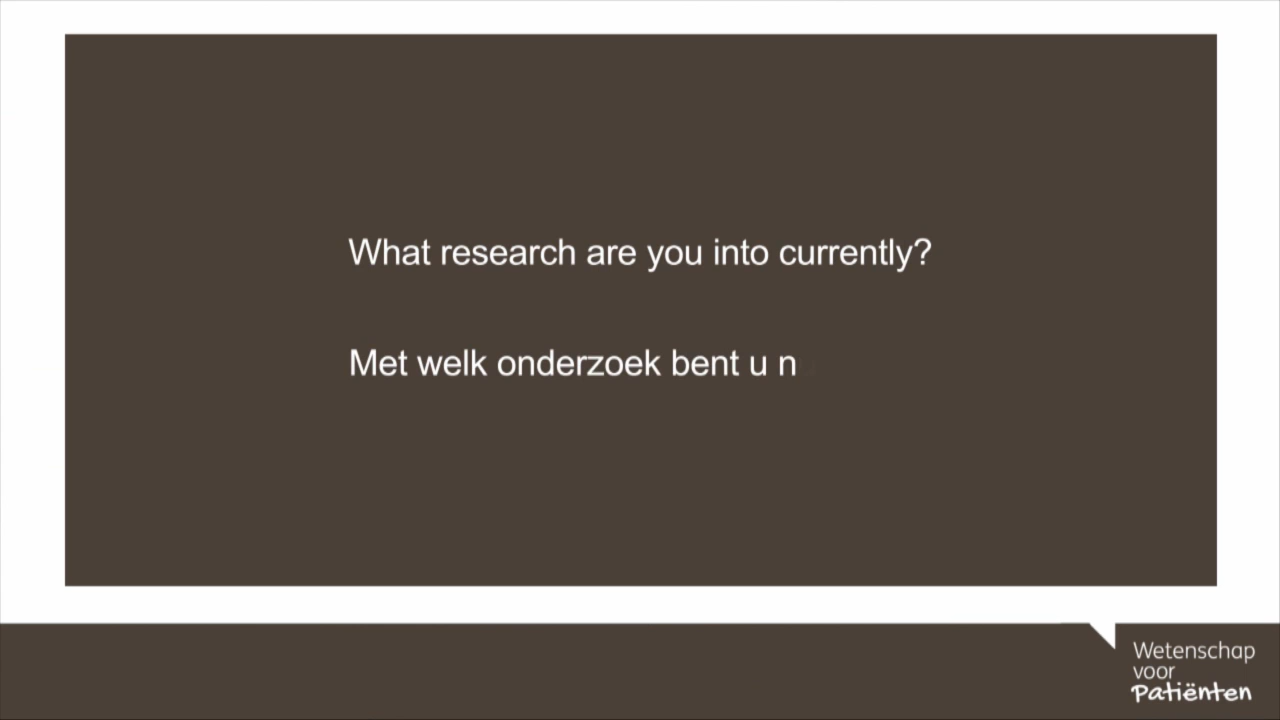 What research are you into currently?
Met welk onderzoek bent u n
Wetenschap
voor
Patiënten